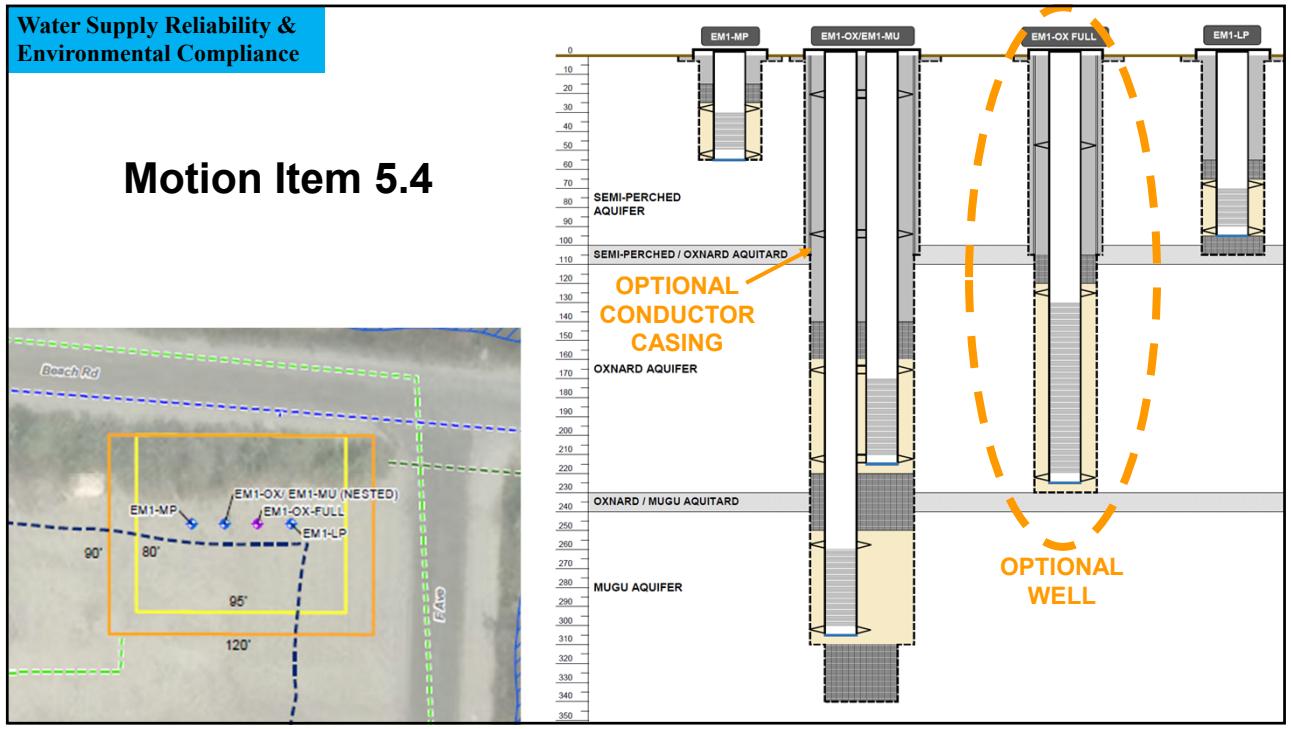 Water Supply Reliability &
Environmental Compliance
Motion Item 5.4
EM1-MP
EM1-OX/EM1-MU
EM1-OX FULL
EM1-LP
0
10
20
30
40
50
60
70
80
90
100
110
120
130
140
150
160
170
180
190
200
210
220
230
240
250
260
270
280
290
300
310
320
330
340
350
SEMI-PERCHED
AQUIFER
SEMI-PERCHED / OXNARD AQUITARD
OPTIONAL
CONDUCTOR
CASING
OXNARD AQUIFER
OXNARD / MUGU AQUITARD
MUGU AQUIFER
OPTIONAL
WELL
Beach Rd
EM1-OX/ EM1-MU (NESTED)
EM1-MP
EM1-OX-FULL
EM1-LP
90'
80'
95'
120'
F Ave